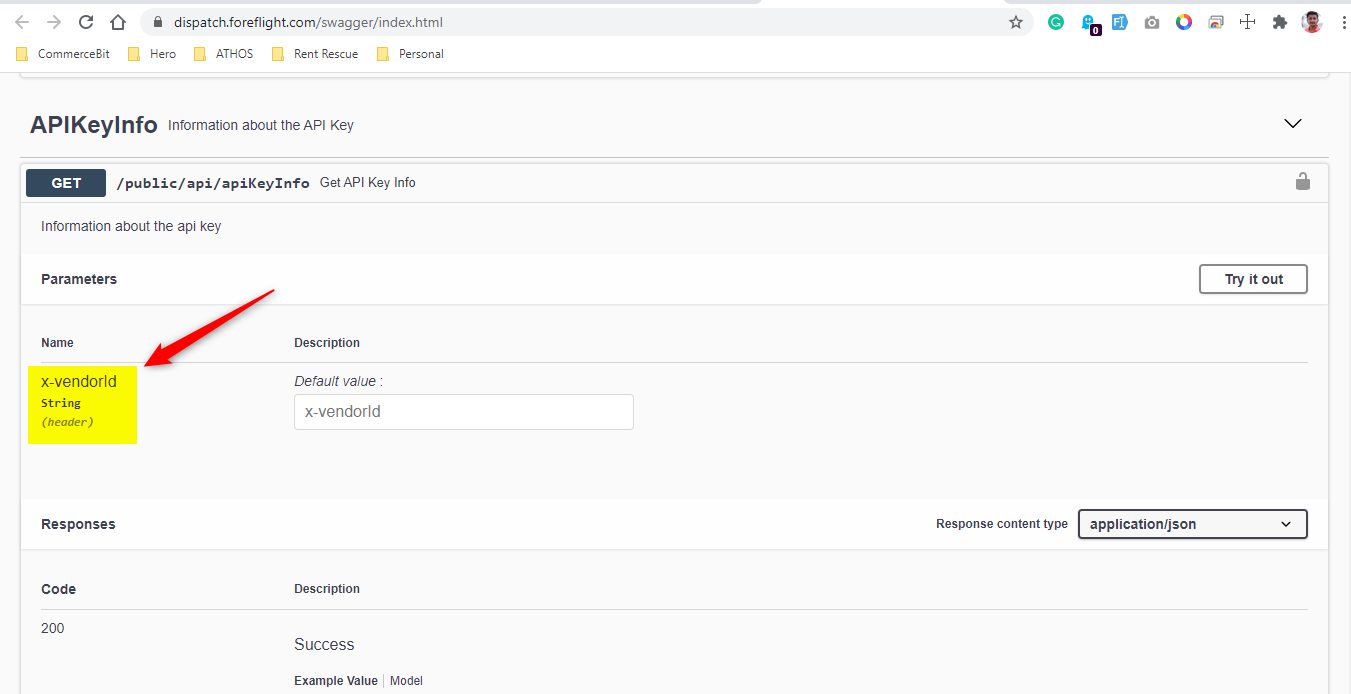 dispatch.foreflight.com/swagger/index.html
0
CommerceBit Hero ATHOS Rent Rescue Personal
APIKeyInfo Information about the API Key
GET /public/api/apiKeyInfo Get API Key Info
Information about the api key
Parameters Try it out
Name Description
x-vendorId Default value :
String x-vendorId
(header)
Responses Response content type application/json
Code Description
200
Success
Example Value Model